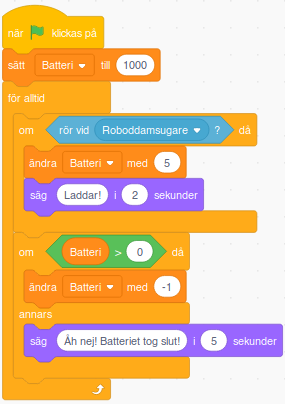 när klickas på
sätt Batteri till 1000
för alltid
om rör vid Roboddamsugare ? då
ändra Batteri med 5
säg Laddar! i 2 sekunder
om Batteri > 0 då
ändra Batteri med -1
annars
säg Åh nej! Batteriet tog slut! i 5 sekunder